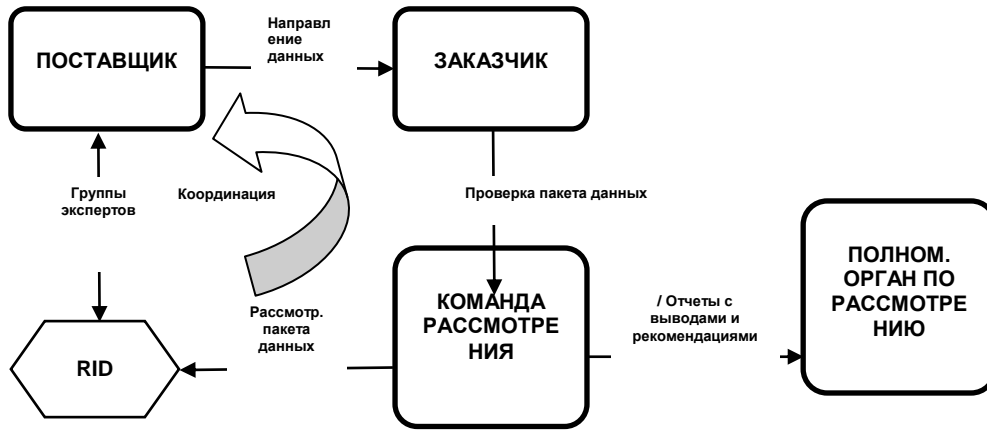 ПОСТАВЩИК
Направл
ение
данных
ЗАКАЗЧИК
Группы
экспертов
Координация
Проверка пакета данных
RID
Рассмотр.
пакета
данных
КОМАНДА
РАССМОТРЕ
НИЯ
/ Отчеты с
выводами и
рекомендациями
ПОЛНОМ.
ОРГАН ПО
РАССМОТРЕ
НИЮ